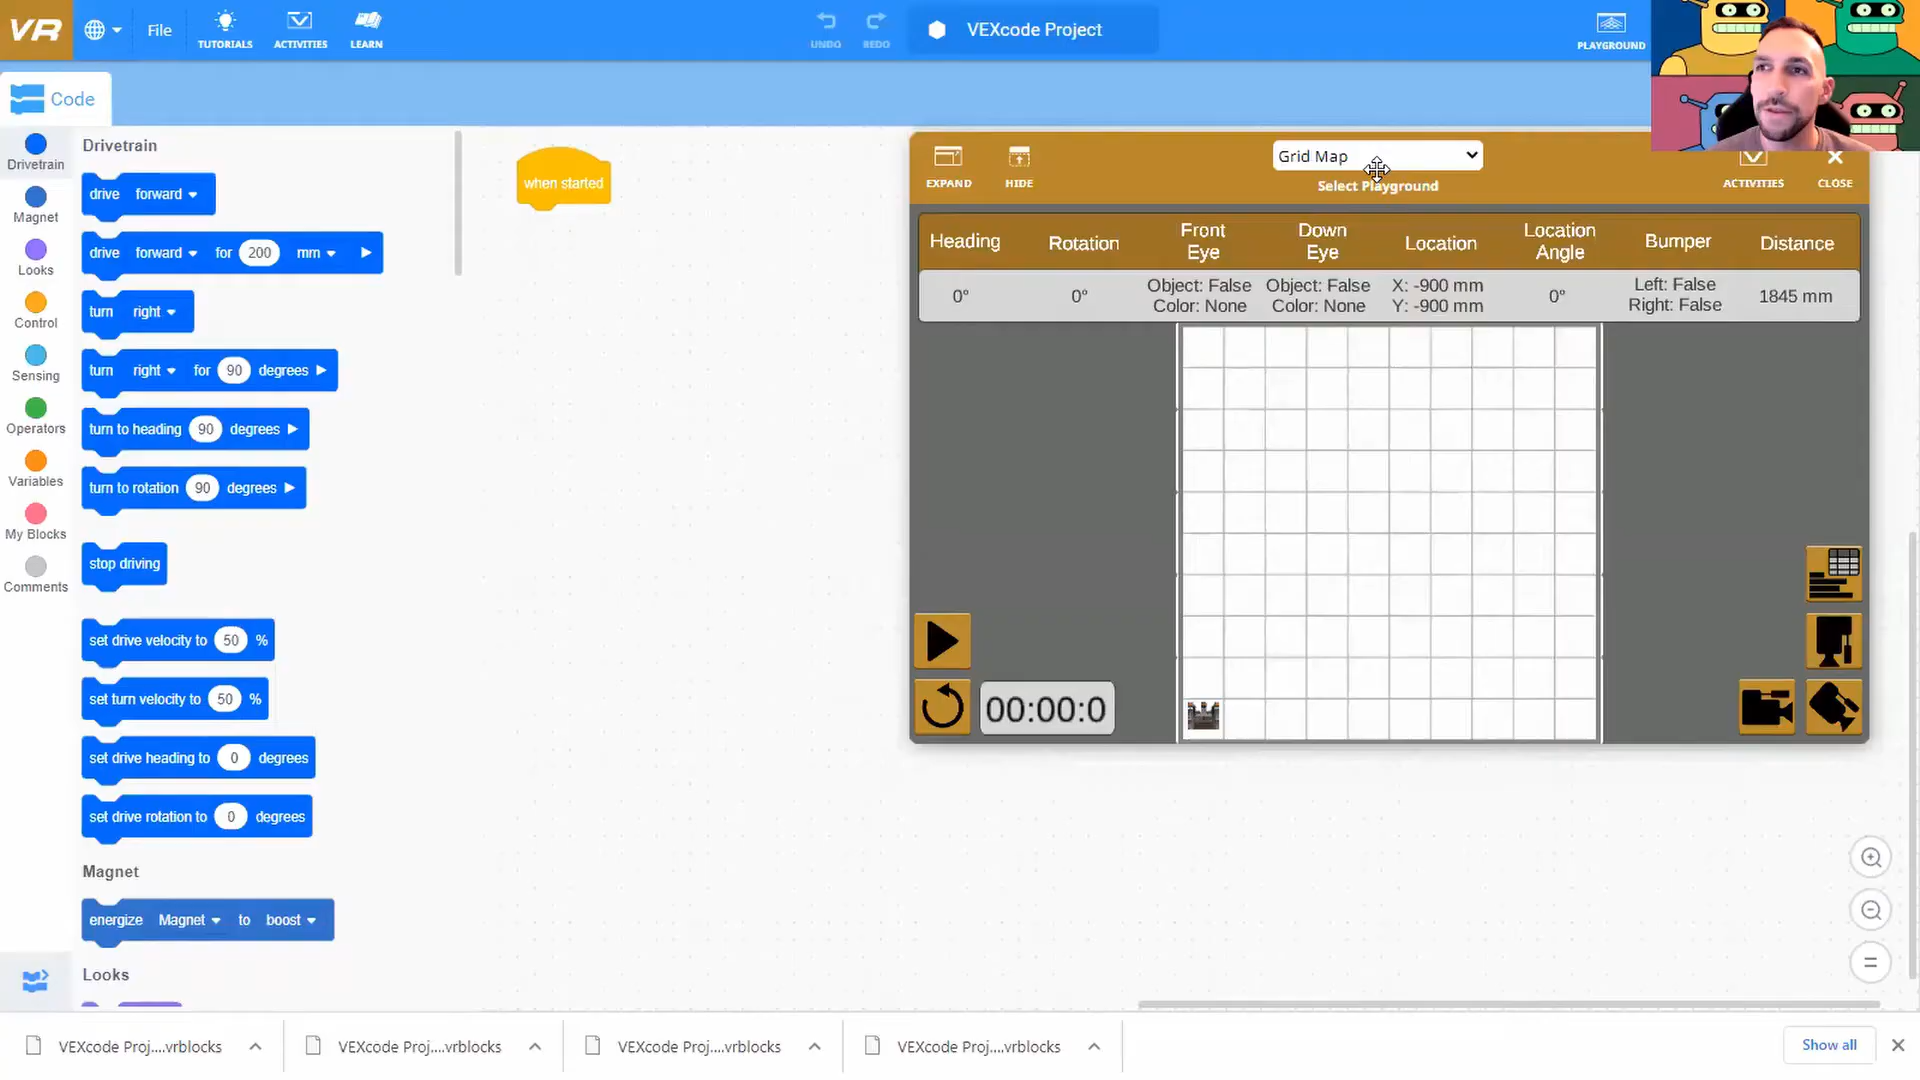 VR
File
TUTORIALS
ACTIVITIES
LEARN
UNDO
REDO
VEXcode Project
PLAYGROUND
Code
Drivetrain
Magnet
Looks
Control
Sensing
Operators
Variables
My Blocks
Comments
Drivetrain
drive forward
drive forward for 200 mm
turn right
turn right for 90 degrees
turn to heading 90 degrees
turn to rotation 90 degrees
stop driving
set drive velocity to 50 %
set turn velocity to 50 %
set drive heading to 0 degrees
set drive rotation to 0 degrees
Magnet
energize Magnet to boost
Looks
when started
EXPAND
HIDE
Grid Map
Select Playground
ACTIVITIES
CLOSE
Heading Rotation Front Eye Down Eye Location Location Angle Bumper Distance
0° 0° Object: False Object: False X: -900 mm 0° Left: False 1845 mm
Color: None Color: None Y: -900 mm Right: False
00:00:0
VEXcode Proj....vrblocks
VEXcode Proj....vrblocks
VEXcode Proj....vrblocks
VEXcode Proj....vrblocks
Show all